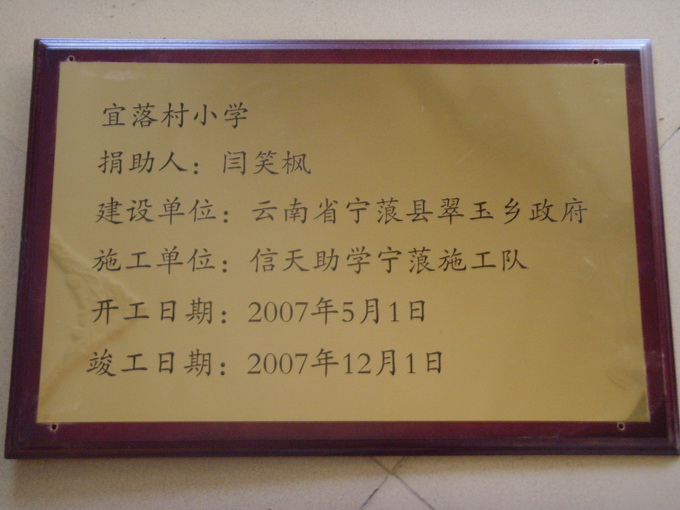 宜落村小学
捐助人：闫笑枫
建设单位：云南省宁蒗县翠玉乡政府
施工单位：信天助学宁蒗施工队
开工日期：2007年5月1日
竣工日期：2007年12月1日